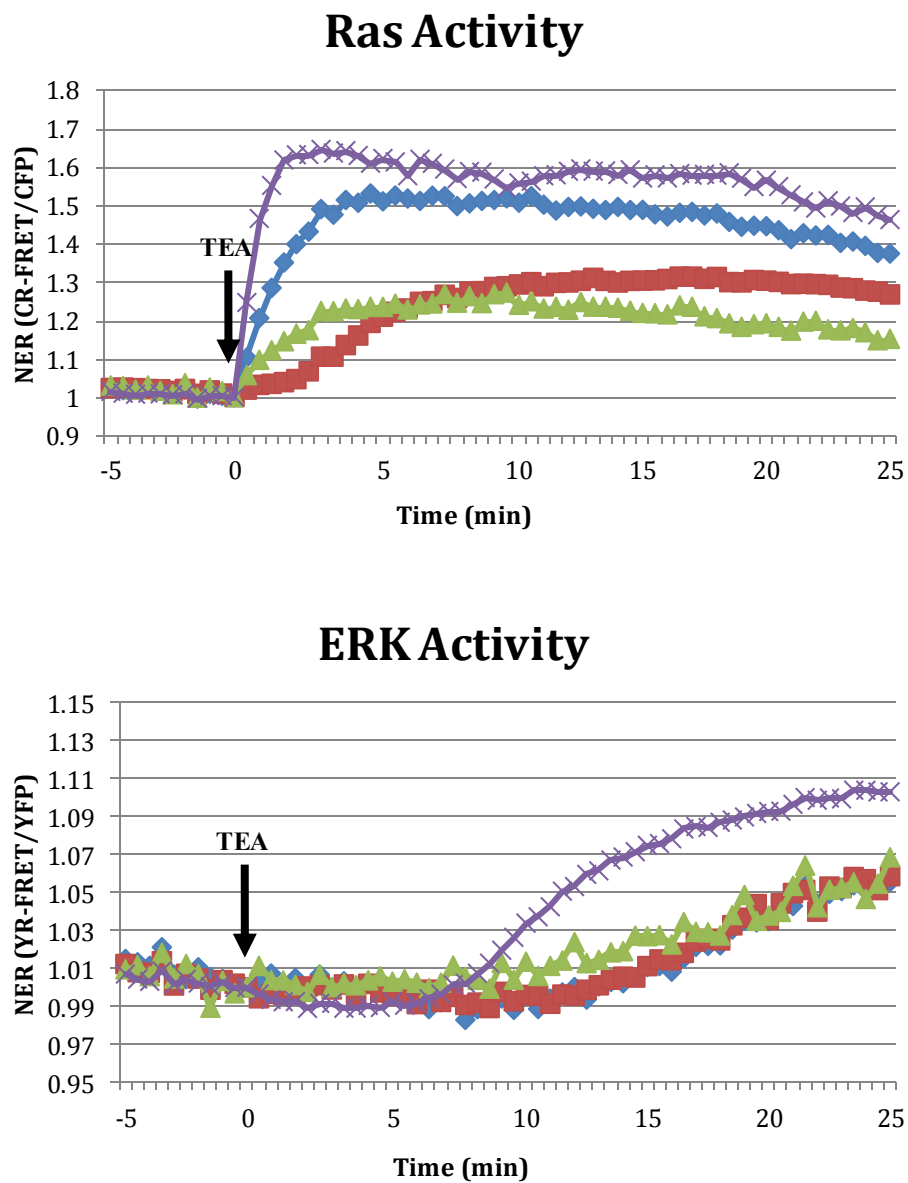 Ras Activity
1.8
1.7
1.6
1.5
1.4
1.3
1.2
1.1
1
0.9
NER (CR-FRET/CFP)
TEA
-5 0 5 10 15 20 25
Time (min)
ERK Activity
1.15
1.13
1.11
1.09
1.07
1.05
1.03
1.01
0.99
0.97
0.95
NER (YR-FRET/YFP)
TEA
-5 0 5 10 15 20 25
Time (min)